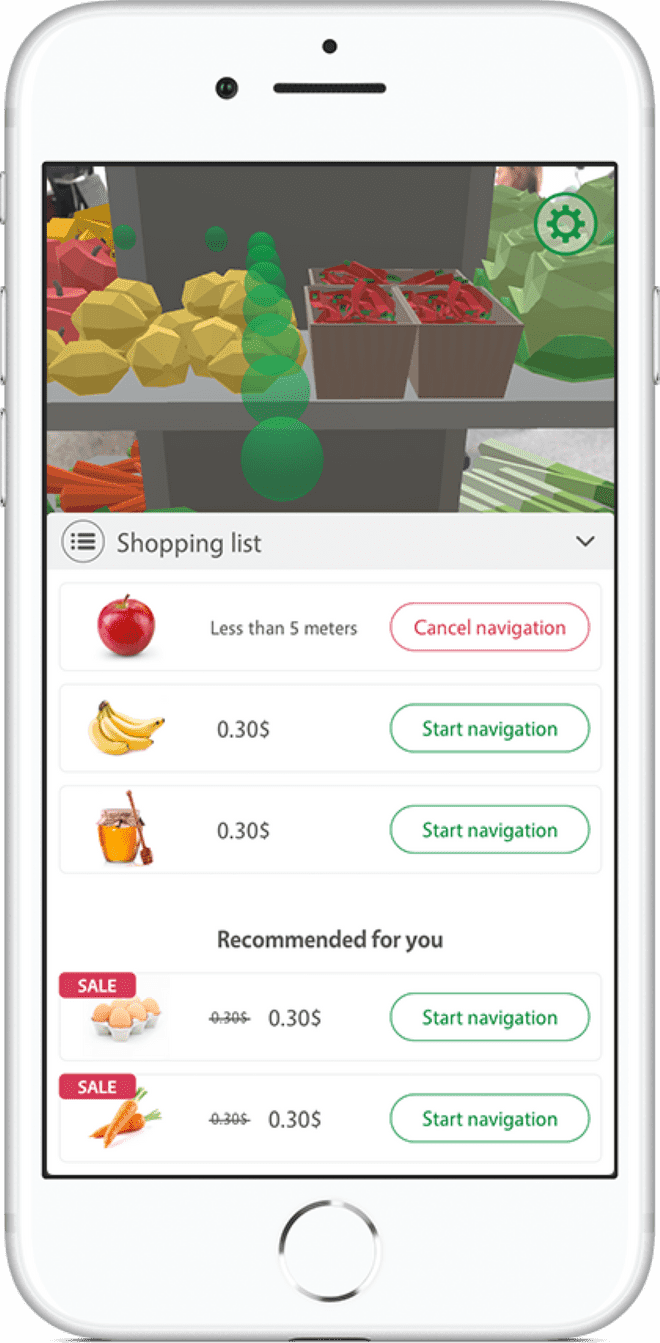 Shopping list
Less than 5 meters Cancel navigation
0.30$ Start navigation
0.30$ Start navigation
Recommended for you
SALE
0.30$ 0.30$ Start navigation
SALE
0.30$ 0.30$ Start navigation